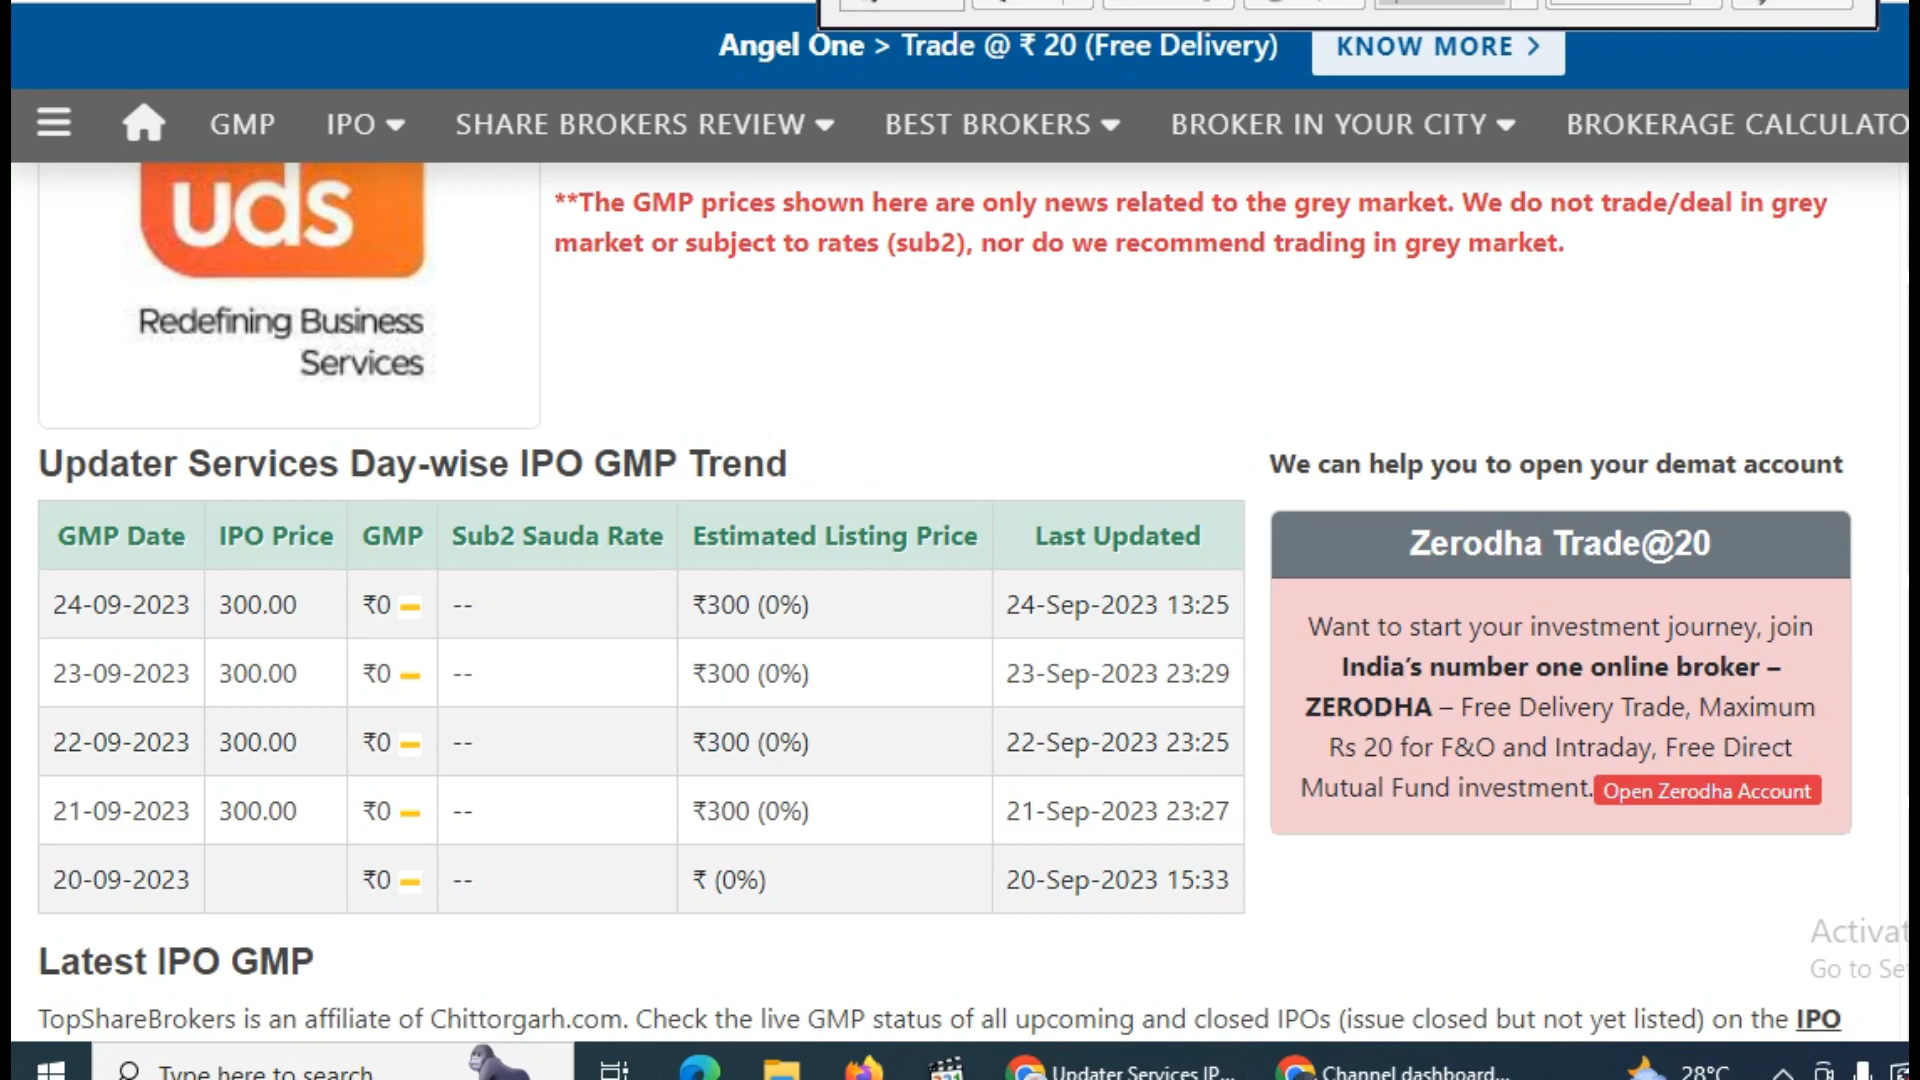 Angel One > Trade @ ₹ 20 (Free Delivery) KNOW MORE >
GMP IPO SHARE BROKERS REVIEW BEST BROKERS BROKER IN YOUR CITY BROKERAGE CALCULATO
uds
Redefining Business
Services
**The GMP prices shown here are only news related to the grey market. We do not trade/deal in grey
market or subject to rates (sub2), nor do we recommend trading in grey market.
Updater Services Day-wise IPO GMP Trend
GMP Date IPO Price GMP Sub2 Sauda Rate Estimated Listing Price Last Updated
24-09-2023 300.00 ₹0 -- ₹300 (0%) 24-Sep-2023 13:25
23-09-2023 300.00 ₹0 -- ₹300 (0%) 23-Sep-2023 23:29
22-09-2023 300.00 ₹0 -- ₹300 (0%) 22-Sep-2023 23:25
21-09-2023 300.00 ₹0 -- ₹300 (0%) 21-Sep-2023 23:27
20-09-2023 ₹0 -- ₹ (0%) 20-Sep-2023 15:33
We can help you to open your demat account
Zerodha Trade@20
Want to start your investment journey, join
India's number one online broker –
ZERODHA – Free Delivery Trade, Maximum
Rs 20 for F&O and Intraday, Free Direct
Mutual Fund investment. Open Zerodha Account
Activat
Go to Se
Latest IPO GMP
TopShareBrokers is an affiliate of Chittorgarh.com. Check the live GMP status of all upcoming and closed IPOs (issue closed but not yet listed) on the IPO
Type here to search
Updater Services IP...
Channel dashboard...
28°C